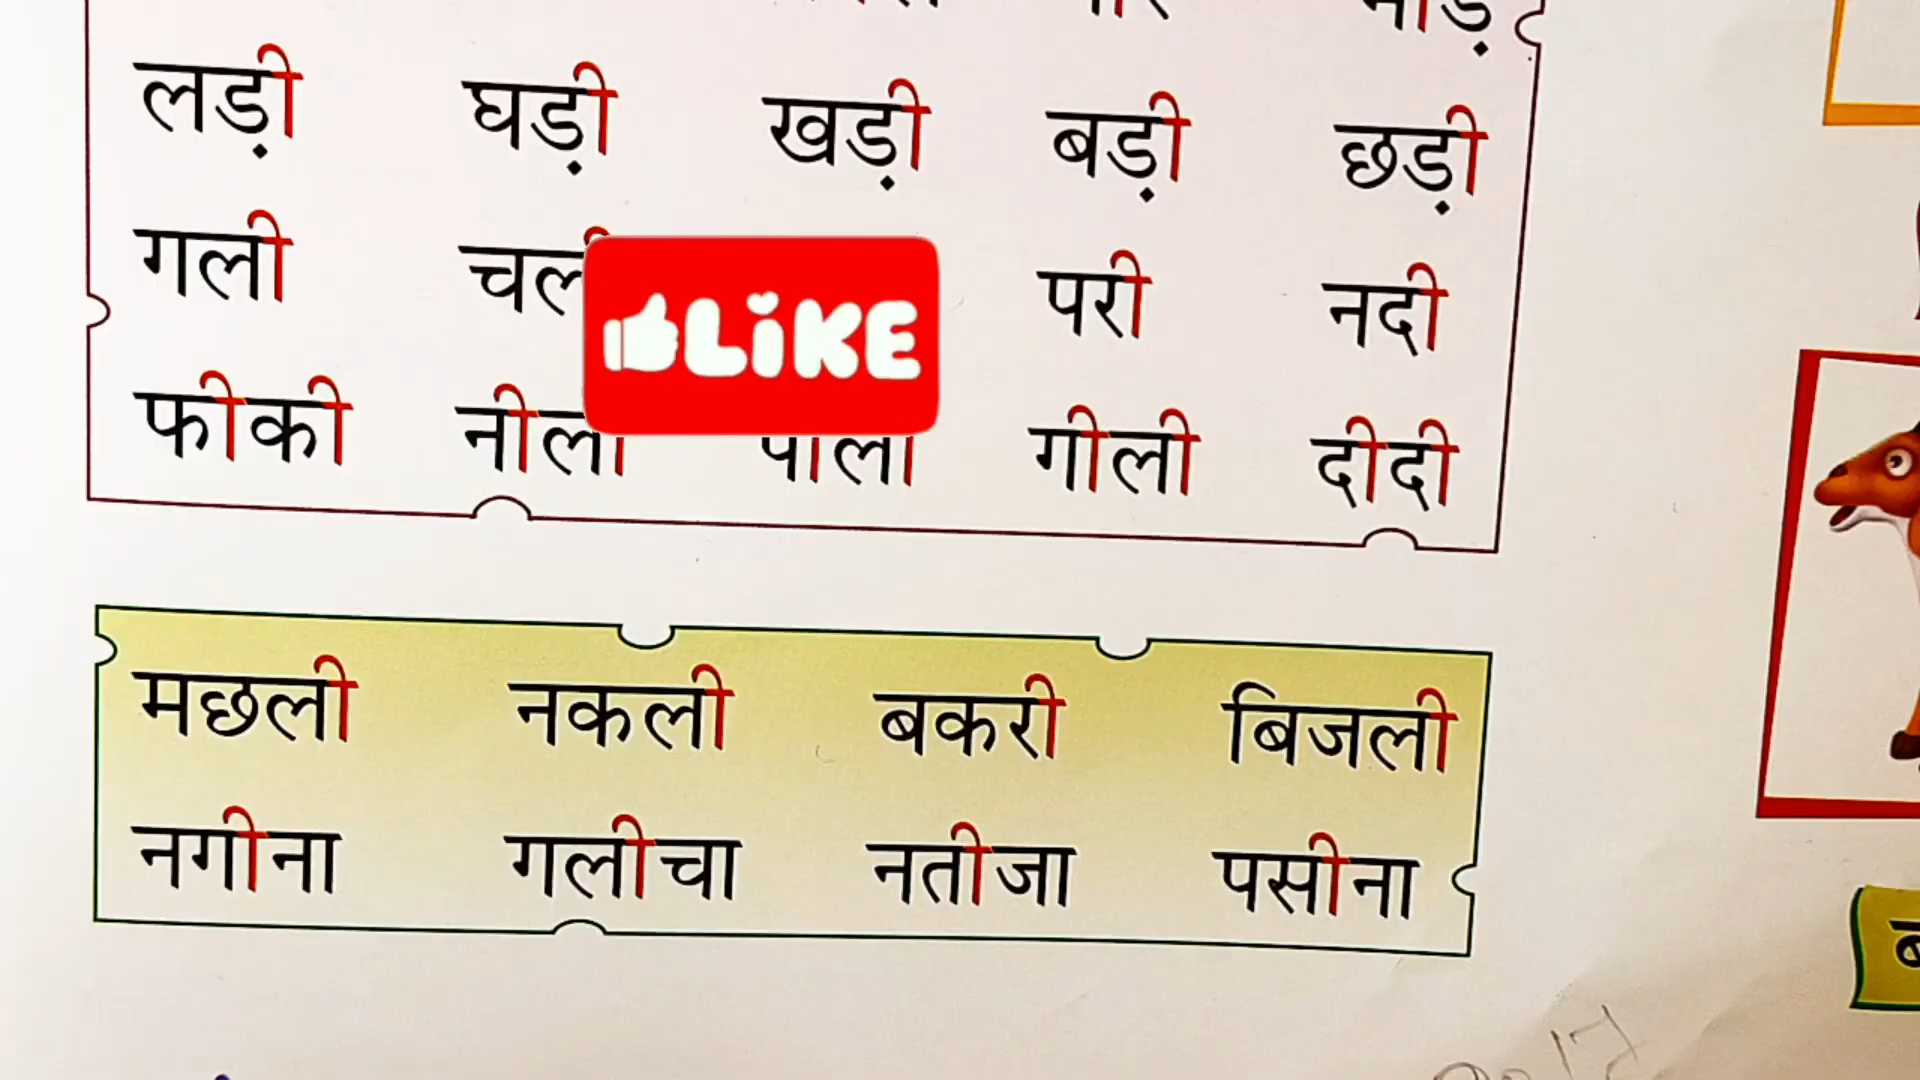 लड़ी घड़ी खड़ी बड़ी छड़ी
गली परी नदी
LiKE
फीकी गीली दीदी
मछली नकली बकरी बिजली
नगीना गलीचा नतीजा पसीना